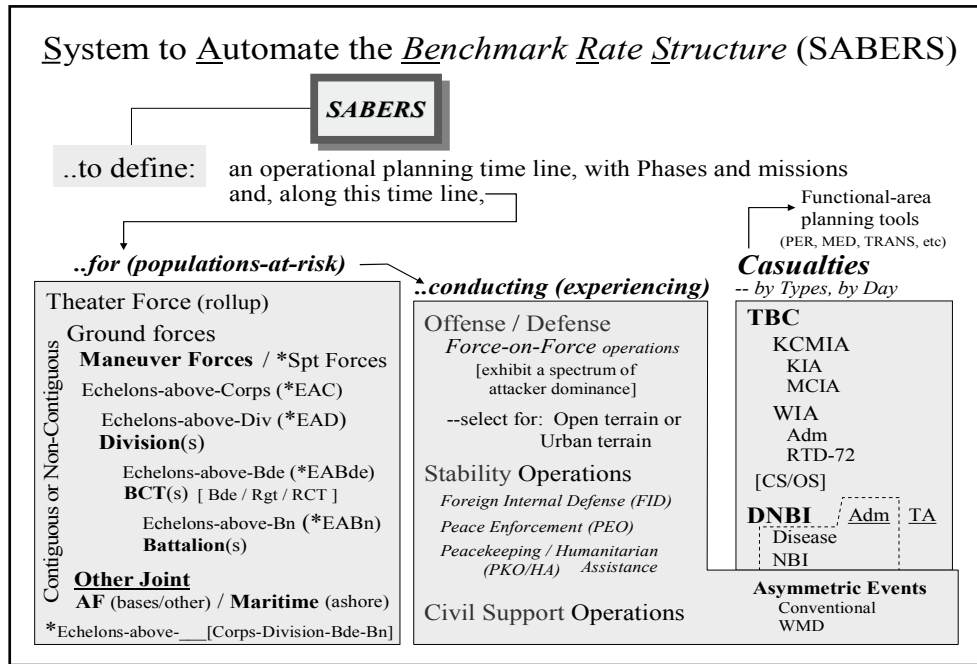 System to Automate the Benchmark Rate Structure (SABERS)
SABERS
..to define:
an operational planning time line, with Phases and missions
and, along this time line,
Functional-area
planning tools
(PER, MED, TRANS, etc)
..for (populations-at-risk)
Theater Force (rollup)
Ground forces
Maneuver Forces / *Spt Forces
Echelons-above-Corps (*EAC)
Echelons-above-Div (*EAD)
Division(s)
Echelons-above-Bde (*EABde)
BCT(s) [ Bde / Rgt / RCT ]
Echelons-above-Bn (*EABn)
Battalion(s)
Other Joint
AF (bases/other) / Maritime (ashore)
*Echelons-above-___[Corps-Division-Bde-Bn]
Contiguous or Non-Contiguous
..conducting (experiencing)
Offense / Defense
Force-on-Force operations
[exhibit a spectrum of
attacker dominance]
--select for: Open terrain or
Urban terrain
Stability Operations
Foreign Internal Defense (FID)
Peace Enforcement (PEO)
Peacekeeping / Humanitarian
(PKO/HA) Assistance
Civil Support Operations
Casualties
-- by Types, by Day
TBC
KCMIA
KIA
MCIA
WIA
Adm
RTD-72
[CS/OS]
DNBI Adm TA
Disease
NBI
Asymmetric Events
Conventional
WMD